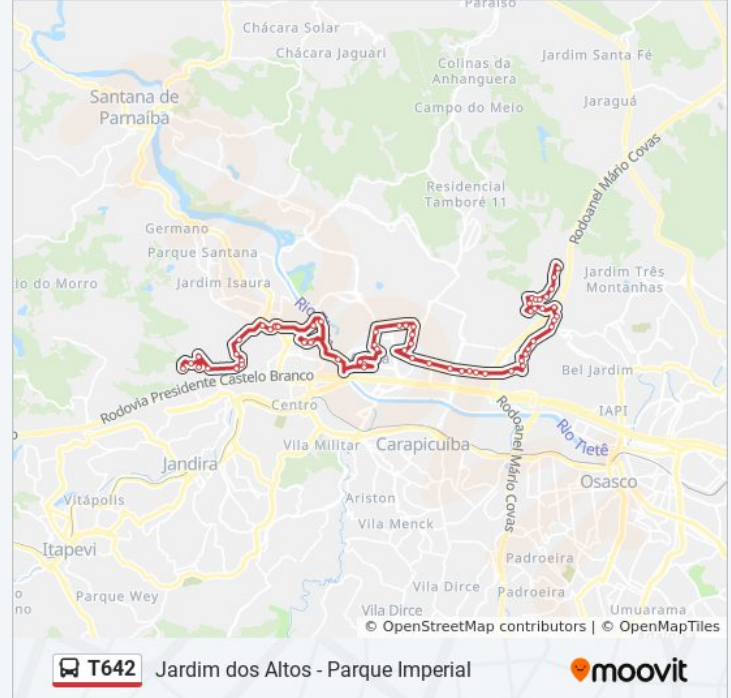 Paraíso
Chácara Solar
Chácara Jaguari
Colinas da
Anhanguera
Jardim Santa Fé
Santana de
Parnaíba
Campo do Meio
Jaraguá
Rodoanel Mário Covas
Residencial
Tamboré 11
Germano
Parque Santana
Jardim Três
Montanhas
io do Morro
Jardim Isaura
Rio
Rodovia Presidente Castelo Branco
Bel Jardim
Centro
IAPI
Rodoanel Mário Covas
Rio Tietê
Vila Militar
Carapicuíba
Jandira
Osasco
Vitápolis
Ariston
Vila Menck
Itapevi
Padroeira
Parque Wey
Vila Dirce
Padroeira
o
no
Vila Dirce
Umuarama
© OpenStreetMap contributors | © OpenMapTiles
T642 Jardim dos Altos - Parque Imperial
moovit